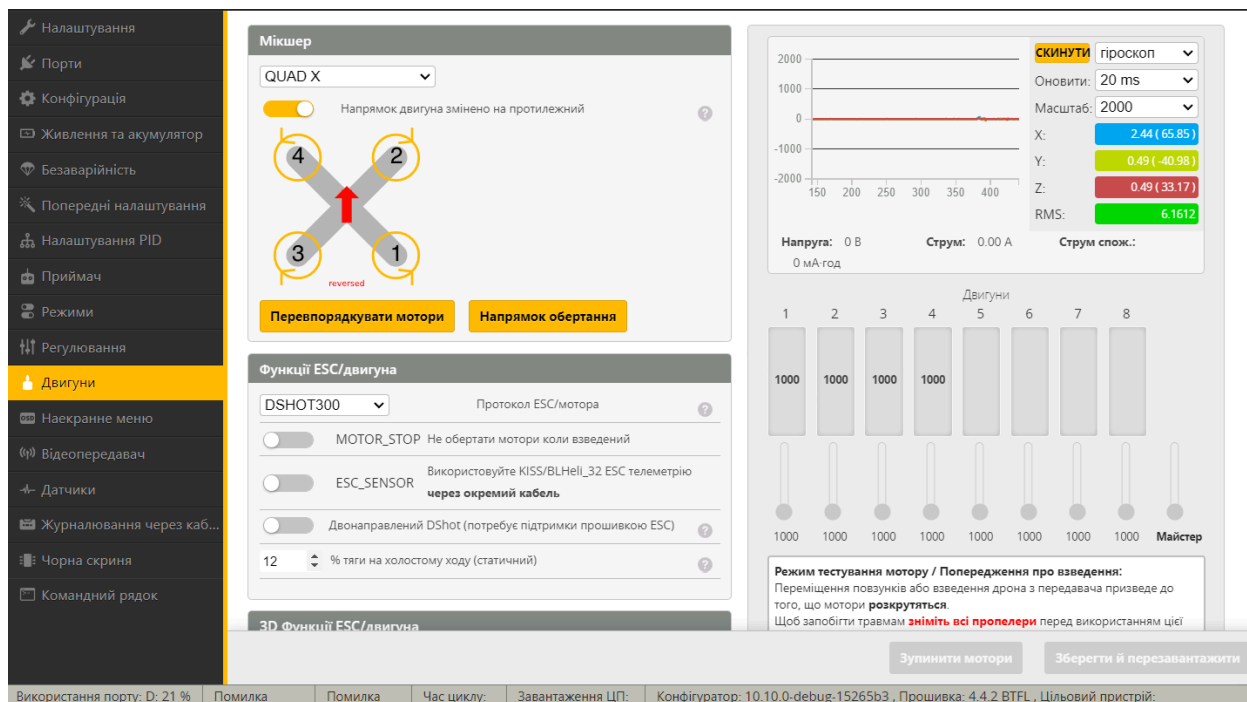 Налаштування
Порти
Конфігурація
Живлення та акумулятор
Безаварійність
Попередні налаштування
Налаштування PID
Приймач
Режими
Регулювання
Двигуни
Наекранне меню
Відеопередавач
Датчики
Журналювання через каб...
Чорна скриня
Командний рядок
Мікшер
QUAD X
Напрямок двигуна змінено на протилежний
?
4 2
3 1
reversed
Перевпорядкувати мотори Напрямок обертання
Функції ESC/двигуна
DSHOT300 Протокол ESC/мотора ?
MOTOR_STOP Не обертати мотори коли взведений
ESC_SENSOR Використовуйте KISS/BLHeli_32 ESC телеметрію
через окремий кабель
Двонаправлений DShot (потребує підтримки прошивкою ESC) ?
12 % тяги на холостому ходу (статичний) ?
3D Функції ESC/двигуна
2000
1000
0
-1000
-2000
150 200 250 300 350 400
СКИНУТИ гіроскоп
Оновити: 20 ms
Масштаб: 2000
X: 2.44 ( 65.85 )
Y: 0.49 ( -40.98 )
Z: 0.49 ( 33.17 )
RMS: 6.1612
Напруга: 0 В Струм: 0.00 А Струм спож.:
0 мА·год
Двигуни
1 2 3 4 5 6 7 8
1000 1000 1000 1000
1000 1000 1000 1000 1000 1000 1000 1000 Майстер
Режим тестування мотору / Попередження про взведення:
Переміщення повзунків або взведення дрона з передавача призведе до
того, що мотори розкрутяться.
Щоб запобігти травмам зніміть всі пропелери перед використанням цієї
Зупинити мотори Зберегти й перезавантажити
Використання порту: D: 21 % Помилка Помилка Час циклу: Завантаження ЦП: Конфігуратор: 10.10.0-debug-15265b3 , Прошивка: 4.4.2 BTFL , Цільовий пристрій: